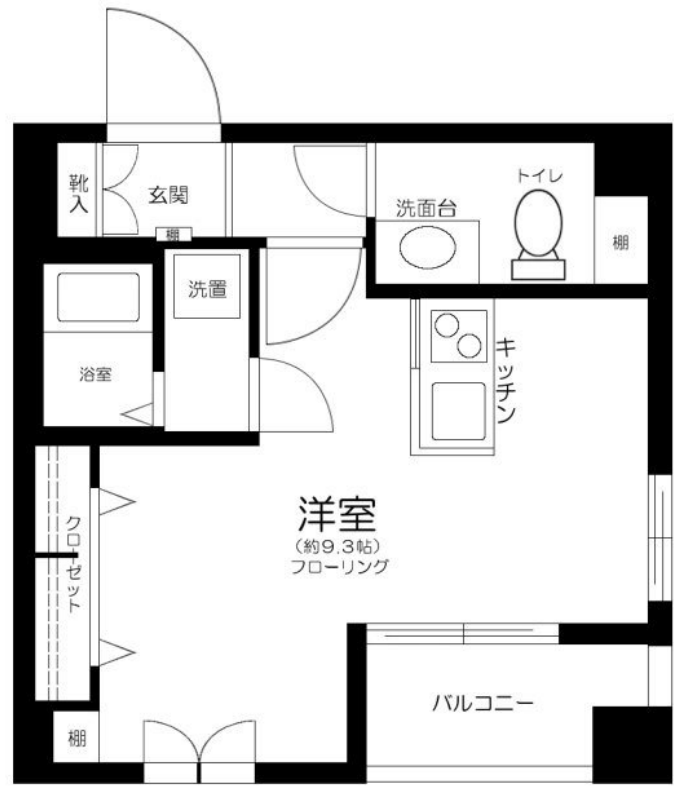 靴入
玄関
棚
トイレ
洗面台
棚
洗置
浴室
キッチン
洋室
（約9.3帖）
フローリング
クローゼット
バルコニー
棚